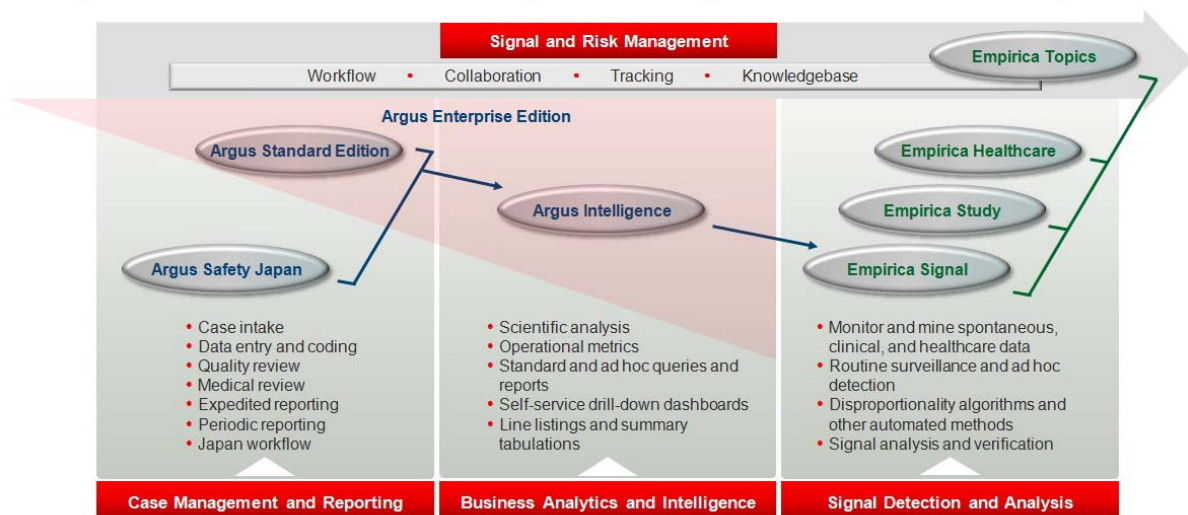 Signal and Risk Management
Workflow • Collaboration • Tracking • Knowledgebase
Empirica Topics
Argus Enterprise Edition
Argus Standard Edition
Argus Safety Japan
Argus Intelligence
Empirica Healthcare
Empirica Study
Empirica Signal
• Case intake
• Data entry and coding
• Quality review
• Medical review
• Expedited reporting
• Periodic reporting
• Japan workflow
• Scientific analysis
• Operational metrics
• Standard and ad hoc queries and
reports
• Self-service drill-down dashboards
• Line listings and summary
tabulations
• Monitor and mine spontaneous,
clinical, and healthcare data
• Routine surveillance and ad hoc
detection
• Disproportionality algorithms and
other automated methods
• Signal analysis and verification
Case Management and Reporting
Business Analytics and Intelligence
Signal Detection and Analysis